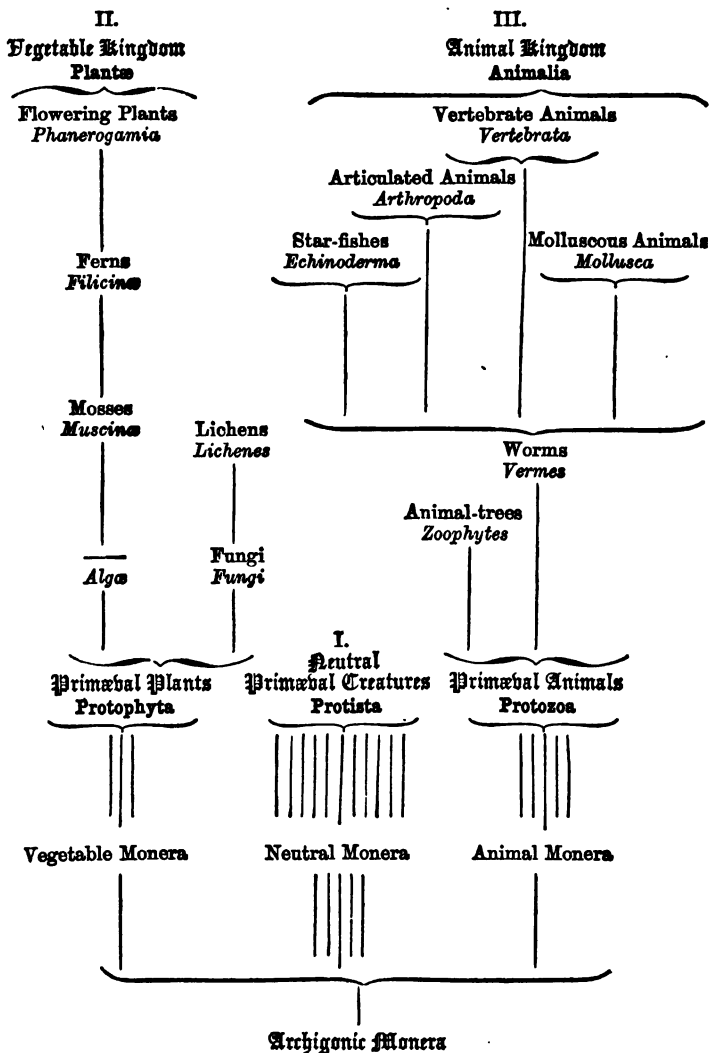 II.
Vegetable Kingdom
Plantæ
Flowering Plants
Phanerogamia
Ferns
Filicinæ
Mosses
Muscinæ
Lichens
Lichenes
Algæ
Fungi
Fungi
Primæval Plants
Protophyta
Vegetable Monera
III.
Animal Kingdom
Animalia
Vertebrate Animals
Vertebrata
Articulated Animals
Arthropoda
Star-fishes
Echinoderma
Molluscous Animals
Mollusca
Worms
Vermes
Animal-trees
Zoophytes
I.
Neutral
Primæval Creatures
Protista
Primæval Animals
Protozoa
Neutral Monera
Animal Monera
Archigonic Monera